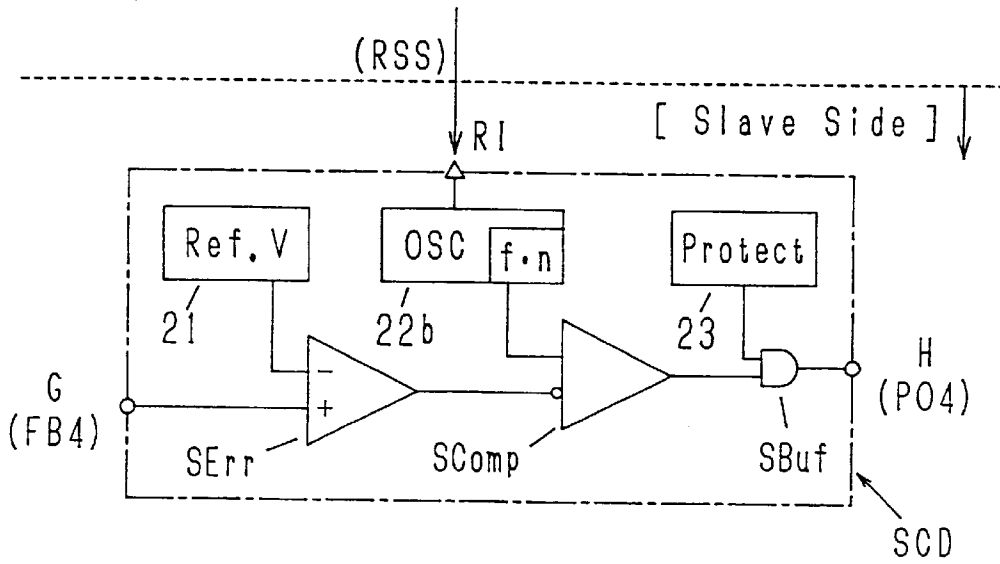 (RSS)
[ Slave Side ]
RI
Ref. V
OSC
f·n
Protect
21
22b
23
G
(FB4)
−
+
H
(PO4)
SErr
SComp
SBuf
SCD